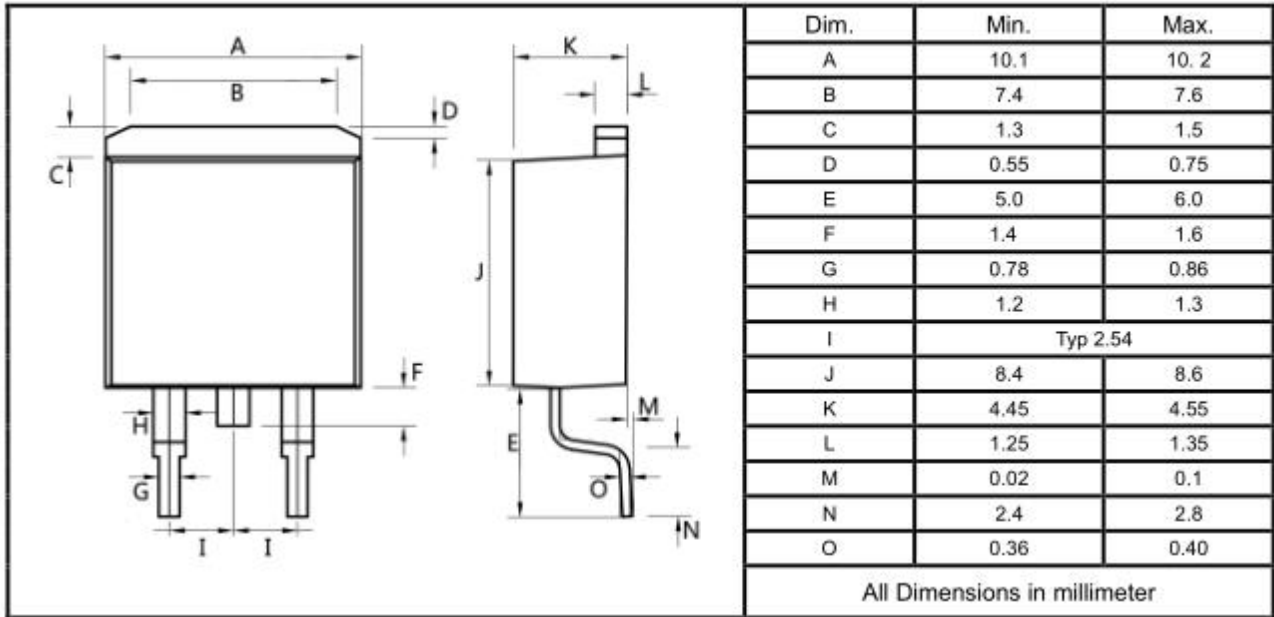 A
B
C
D
K
L
J
F
H
G
E
M
O
N
I I
Dim. Min. Max.
A 10.1 10. 2
B 7.4 7.6
C 1.3 1.5
D 0.55 0.75
E 5.0 6.0
F 1.4 1.6
G 0.78 0.86
H 1.2 1.3
I Typ 2.54
J 8.4 8.6
K 4.45 4.55
L 1.25 1.35
M 0.02 0.1
N 2.4 2.8
O 0.36 0.40
All Dimensions in millimeter